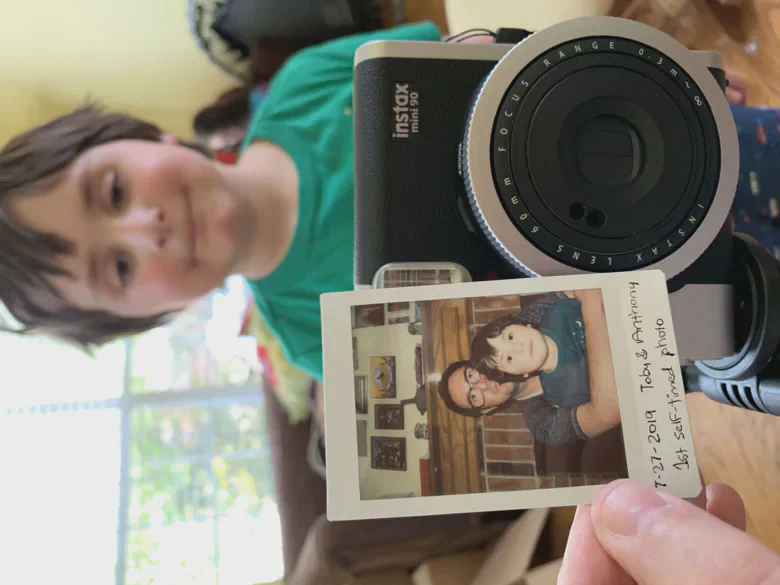 instax
mini 90
INSTAX LENS 60mm FOCUS RANGE 0.3m~∞
7-27-2019 Toby & Anthony
1st self-timed photo